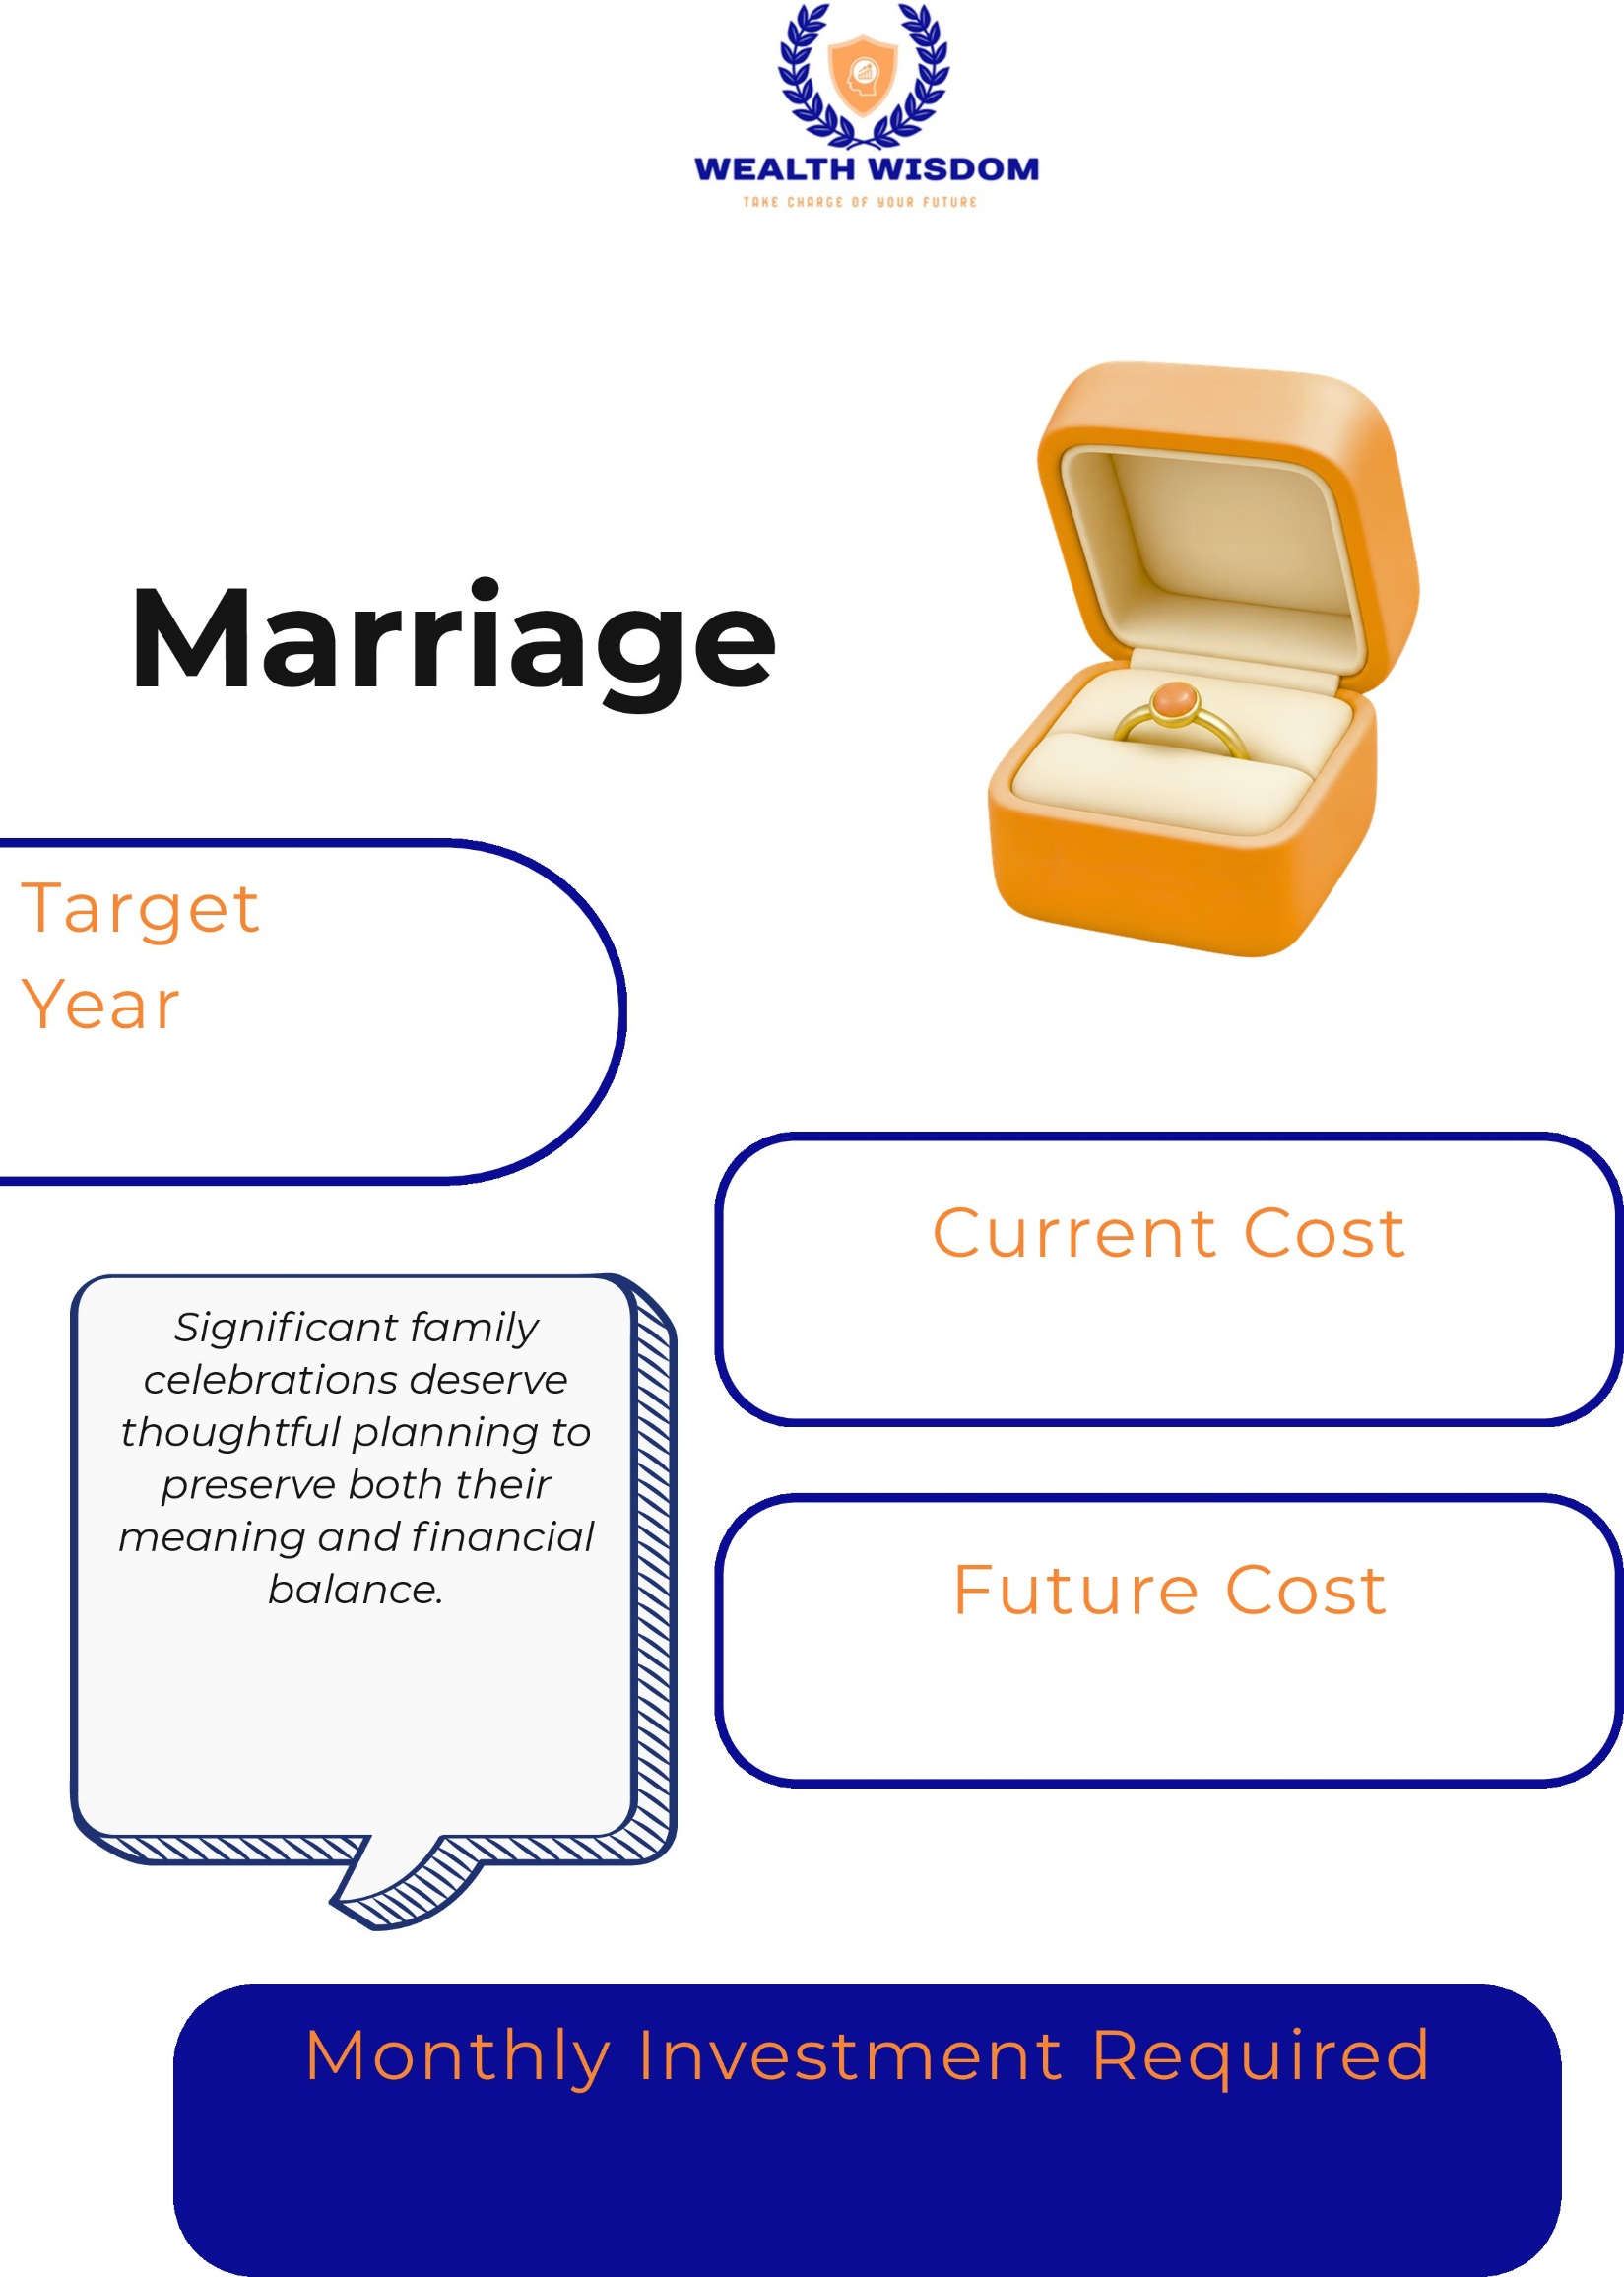 WEALTH WISDOM
TAKE CHARGE OF YOUR FUTURE
Marriage
Target
Year
Current Cost
Significant family
celebrations deserve
thoughtful planning to
preserve both their
meaning and financial
balance.
Future Cost
Monthly Investment Required